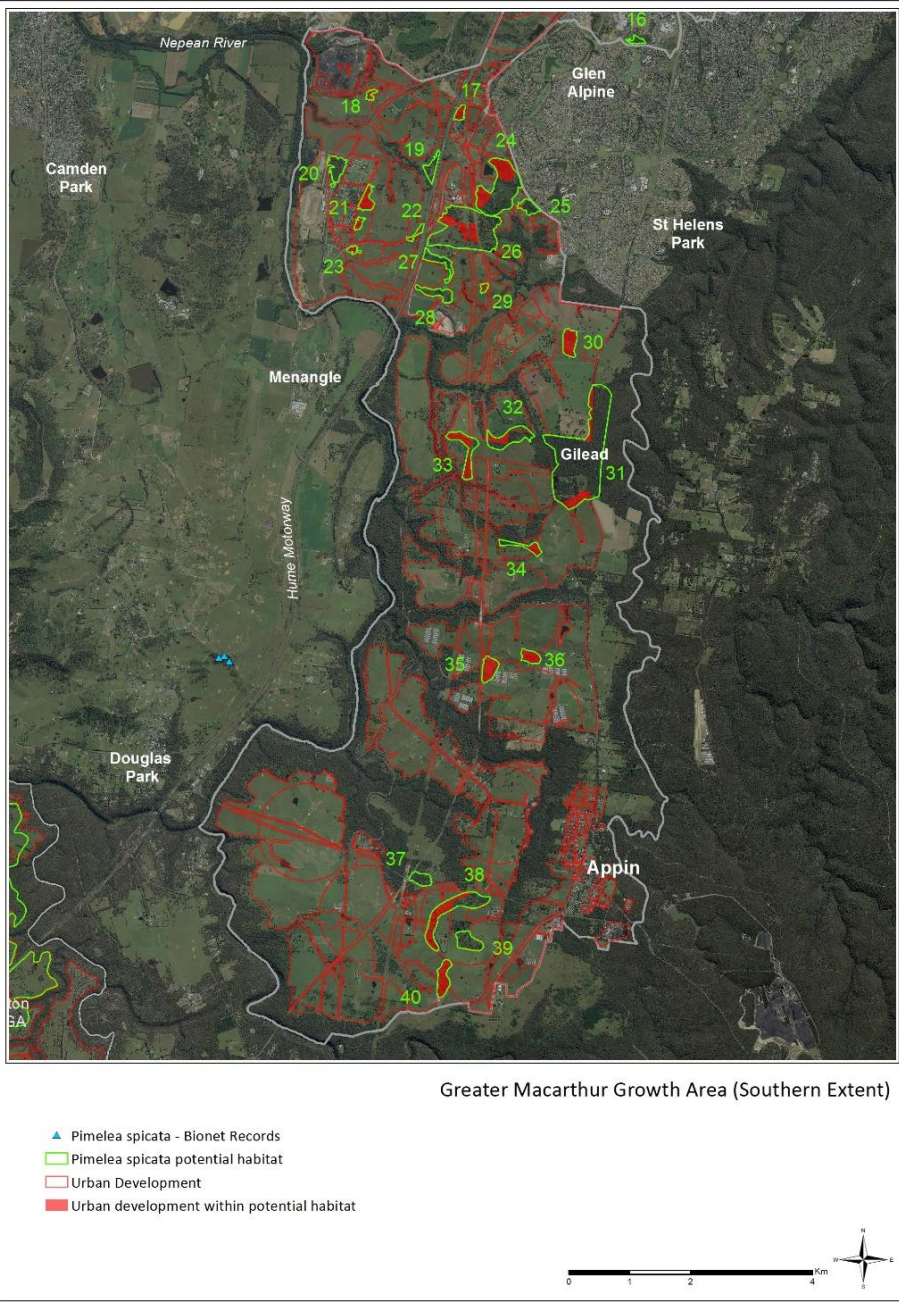 16
Nepean River
Glen
Alpine
17
18
24
19
Camden
Park
20
21
22
25
St Helens
Park
26
27
23
29
28
30
Menangle
32
Gilead
33
31
Hume Motorway
34
35
36
Douglas
Park
37
Appin
38
39
40
ton
GA
Greater Macarthur Growth Area (Southern Extent)
Pimelea spicata - Bionet Records
Pimelea spicata potential habitat
Urban Development
Urban development within potential habitat
N
W
E
S
Km
0
1
2
4